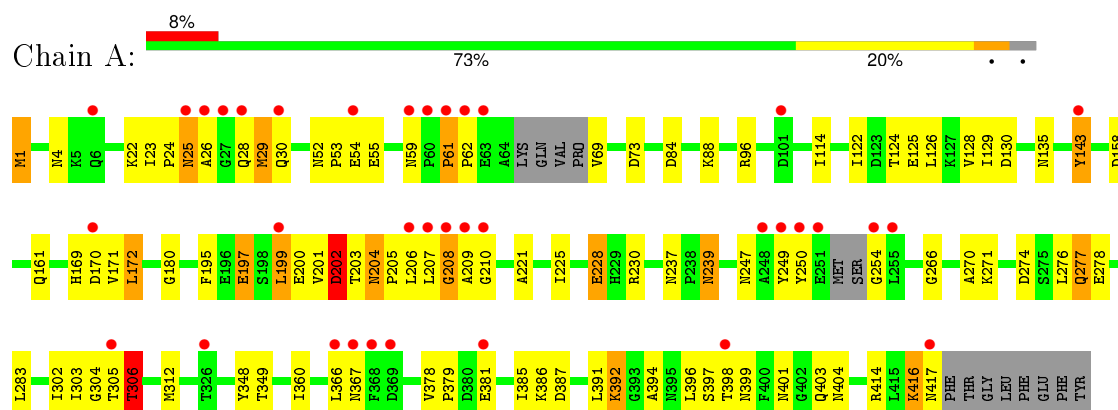 8%
Chain A:
73% 20% • •
M1 N4 K5 Q6 K22 I23 P24 N25 A26 G27 Q28 M29 Q30 N52 P53 E54 E55 N59 P60 P61 P62 E63 A64 LYS GLN VAL PRO V69 D73 D84 K88 R96 D101 I114 I122 D123 T124 E125 L126 K127 V128 I129 D130 N135 Y143 D158
Q161 H169 D170 V171 L172 G180 F195 E196 E197 S198 L199 E200 V201 D202 T203 N204 P205 L206 L207 G208 A209 G210 A221 I225 E228 H229 R230 N237 P238 N239 N247 A248 Y249 Y250 E251 MET SER G254 L255 G266 A270 K271 D274 S275 L276 Q277 E278
L283 I302 I303 G304 T305 T306 M312 T326 Y348 T349 I360 L366 N367 F368 D369 V378 P379 D380 E381 I385 K386 D387 L391 K392 G393 A394 N395 L396 S397 T398 N399 F400 N401 G402 Q403 N404 R414 L415 K416 N417 PHE THR GLY LEU PHE GLU PHE TYR